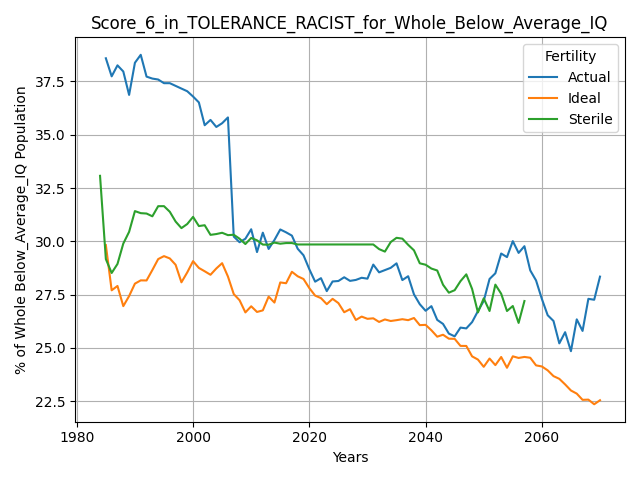 Score_6_in_TOLERANCE_RACIST_for_Whole_Below_Average_IQ
% of Whole Below_Average_IQ Population
37.5
35.0
32.5
30.0
27.5
25.0
22.5
Fertility
Actual
Ideal
Sterile
1980 2000 2020 2040 2060
Years